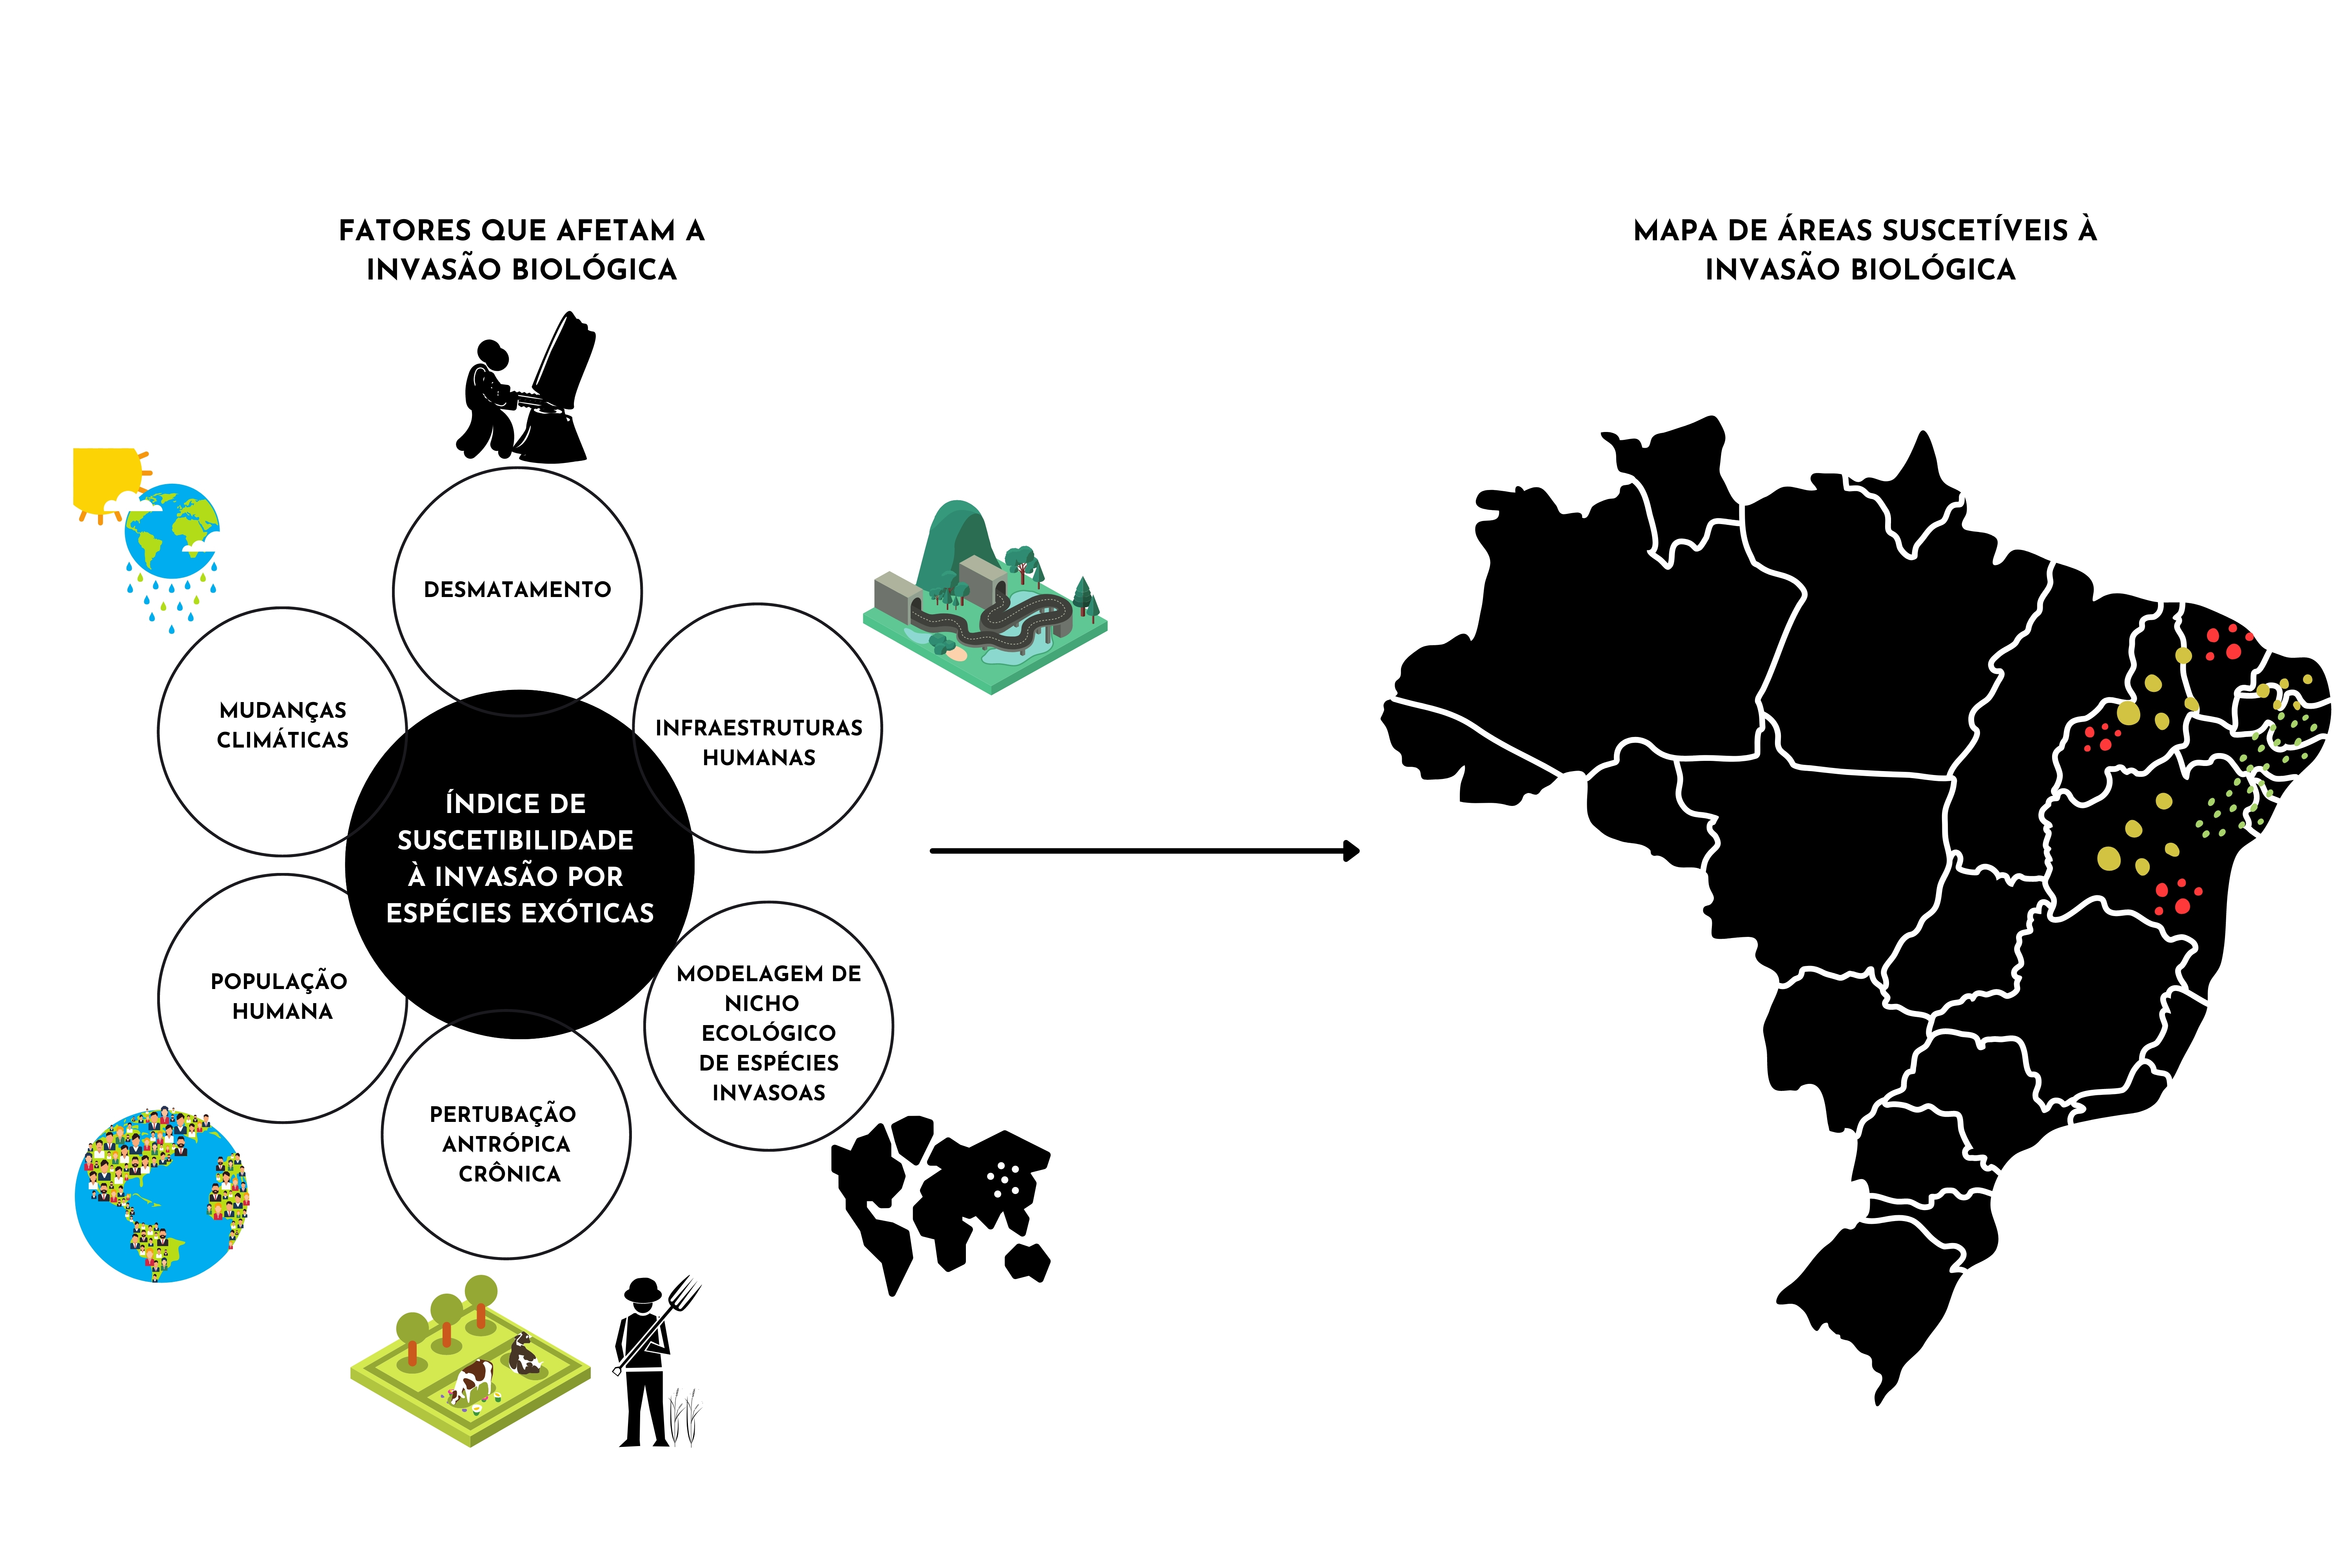 FATORES QUE AFETAM A
INVASÃO BIOLÓGICA
MAPA DE ÁREAS SUSCETÍVEIS À
INVASÃO BIOLÓGICA
DESMATAMENTO
MUDANÇAS
CLIMÁTICAS
INFRAESTRUTURAS
HUMANAS
ÍNDICE DE
SUSCETIBILIDADE
À INVASÃO POR
ESPÉCIES EXÓTICAS
POPULAÇÃO
HUMANA
MODELAGEM DE
NICHO
ECOLÓGICO
DE ESPÉCIES
INVASOAS
PERTUBAÇÃO
ANTRÓPICA
CRÔNICA